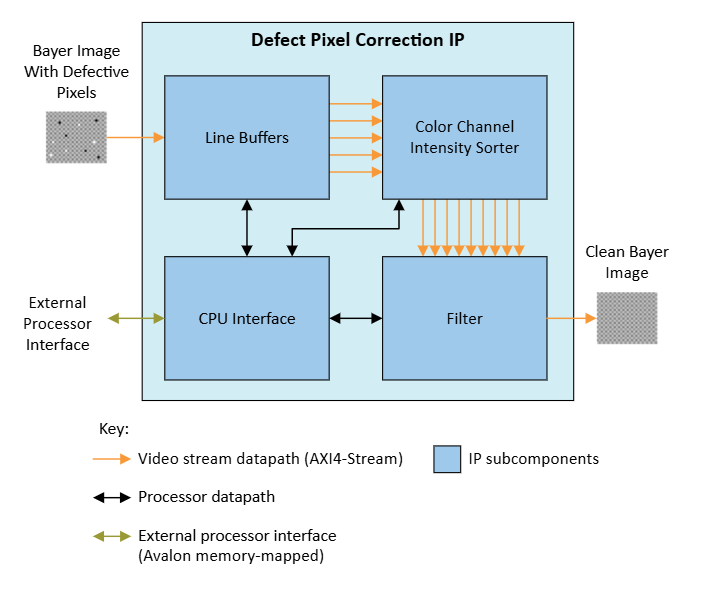 Defect Pixel Correction IP
Bayer Image
With Defective
Pixels
Line Buffers
Color Channel
Intensity Sorter
Clean Bayer
Image
External
Processor
Interface
CPU Interface
Filter
Key:
Video stream datapath (AXI4-Stream)
IP subcomponents
Processor datapath
External processor interface
(Avalon memory-mapped)